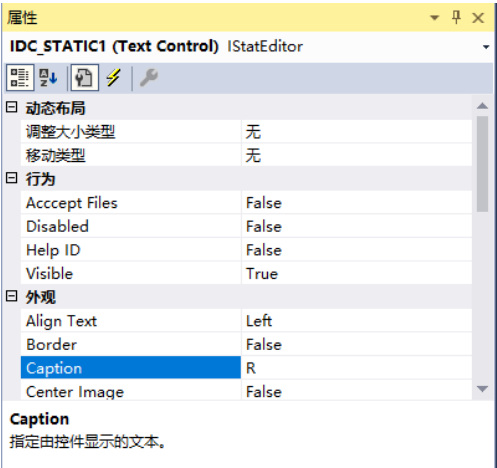 属性
IDC_STATIC1 (Text Control) IStatEditor
动态布局
调整大小类型 无
移动类型 无
行为
Acccept Files False
Disabled False
Help ID False
Visible True
外观
Align Text Left
Border False
Caption R
Center Image False
Caption
指定由控件显示的文本。